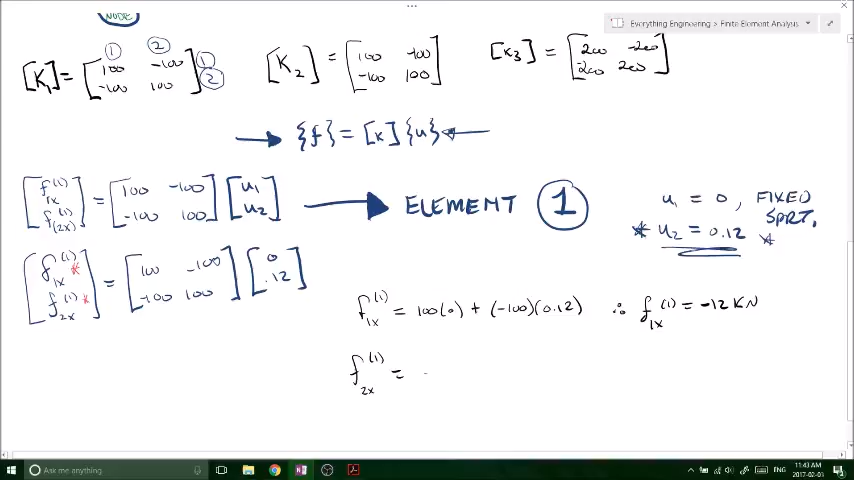 NODE
Everything Engineering > Finite Element Analysis
① ②
[K₁] = [100 -100; -100 100] ① ②
[K₂] = [100 -100; -100 100]
[K3] = [200 -200; -200 200]
{f} = [K]{u}
[f1x(1); f(2x)(1)] = [100 -100; -100 100] [u1; u2]
ELEMENT 1
u1 = 0, FIXED
SPRT.
* u2 = 0.12 *
[f1x(1)*; f2x(1)*] = [100 -100; -100 100] [0; .12]
f1x(1) = 100(0) + (-100)(0.12) ∴ f1x(1) = -12 KN
f2x(1) =
Ask me anything
ENG
11:43 AM
2017-02-01